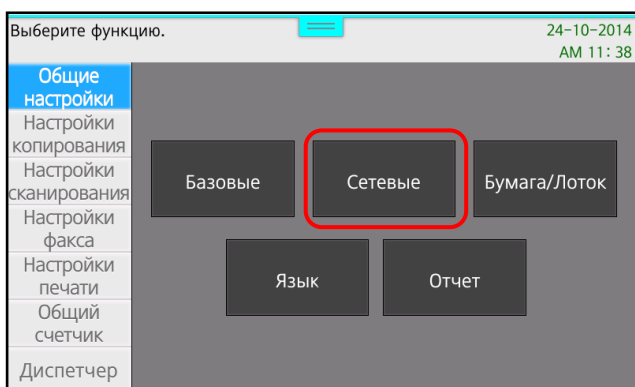 Выберите функцию.
24-10-2014
AM 11: 38
Общие
настройки
Настройки
копирования
Настройки
сканирования
Настройки
факса
Настройки
печати
Общий
счетчик
Диспетчер
Базовые
Сетевые
Бумага/Лоток
Язык
Отчет